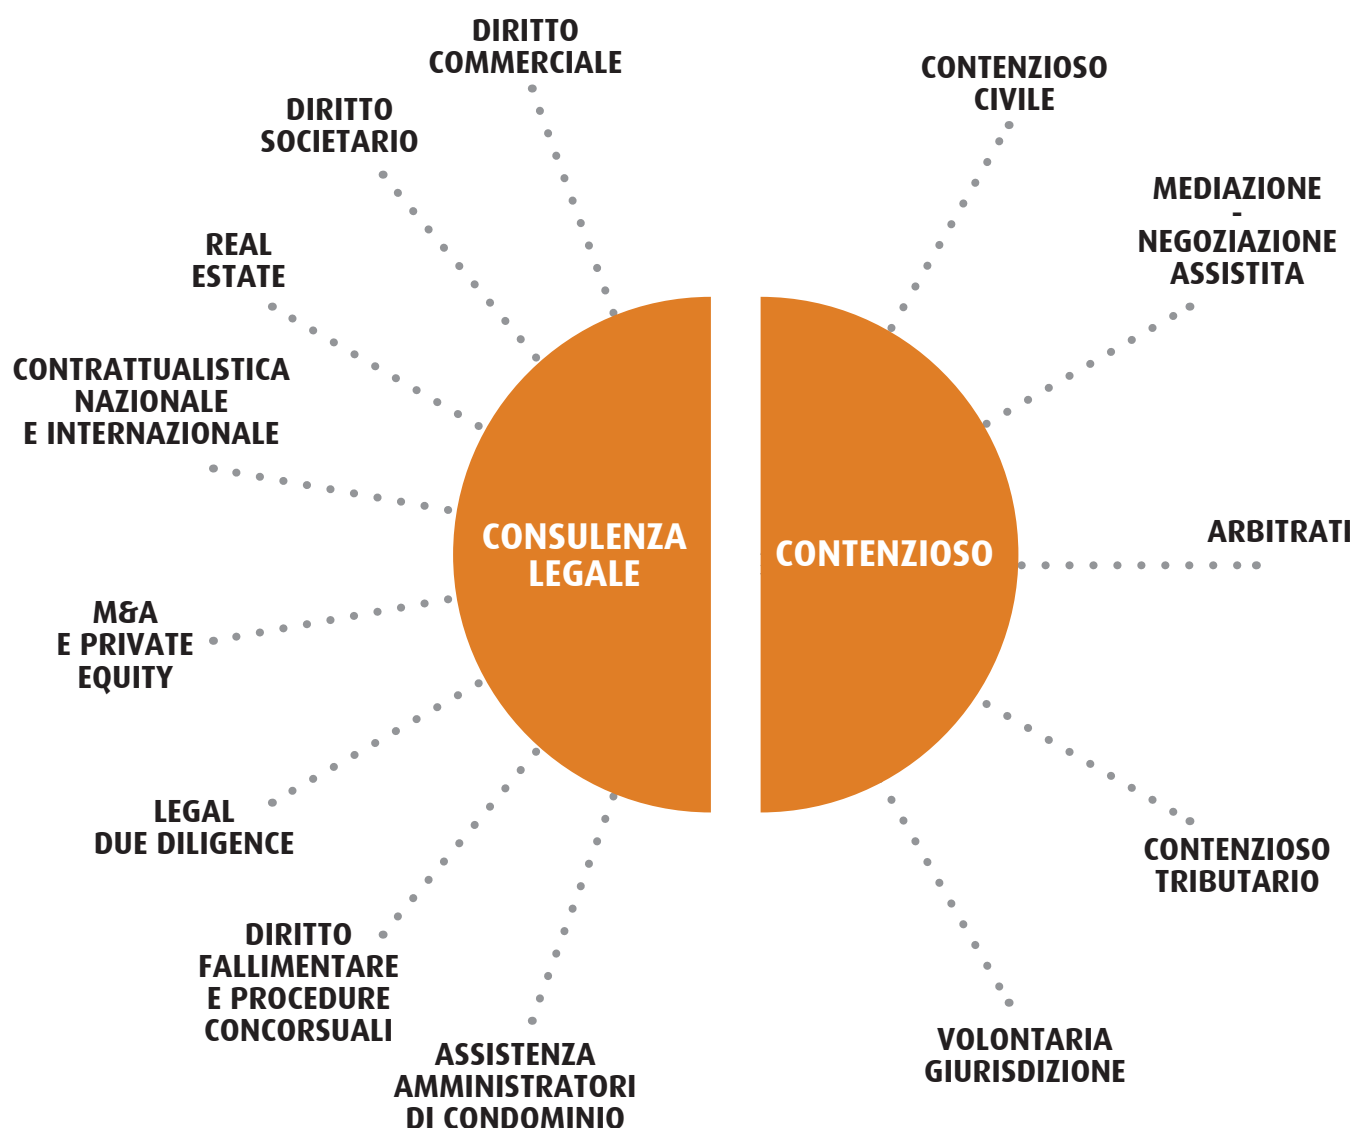 DIRITTO
COMMERCIALE
DIRITTO
SOCIETARIO
REAL
ESTATE
CONTRATTUALISTICA
NAZIONALE
E INTERNAZIONALE
M&A
E PRIVATE
EQUITY
LEGAL
DUE DILIGENCE
DIRITTO
FALLIMENTARE
E PROCEDURE
CONCORSUALI
ASSISTENZA
AMMINISTRATORI
DI CONDOMINIO
CONSULENZA
LEGALE
CONTENZIOSO
CONTENZIOSO
CIVILE
MEDIAZIONE
-
NEGOZIAZIONE
ASSISTITA
ARBITRATI
CONTENZIOSO
TRIBUTARIO
VOLONTARIA
GIURISDIZIONE